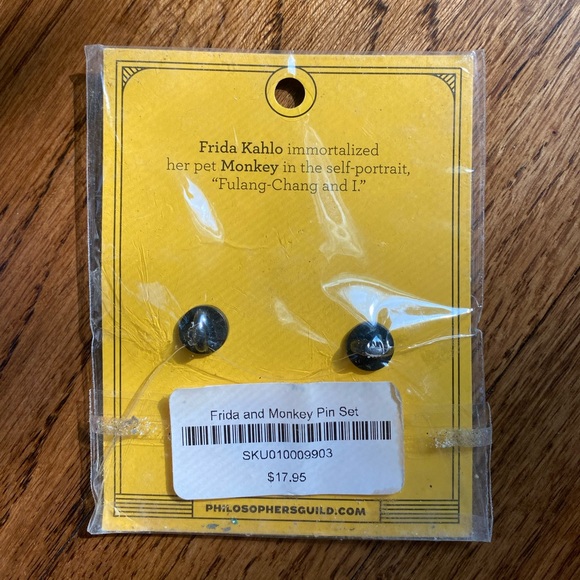 Frida Kahlo immortalized
her pet Monkey in the self-portrait,
“Fulang-Chang and I.”
Frida and Monkey Pin Set
SKU010009903
$17.95
PHILOSOPHERSGUILD.COM